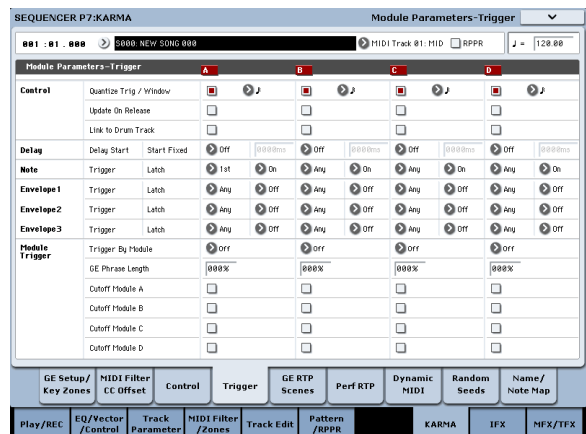 SEQUENCER P7:KARMA Module Parameters-Trigger
001 :01 . 000 S000: NEW SONG 000 MIDI Track 01: MID RPPR ♩ = 120.00
Module Parameters-Trigger A B C D
Control Quantize Trig / Window ♪ ♪ ♪ ♪
Update On Release
Link to Drum Track
Delay Delay Start Start Fixed Off 0000ms Off 0000ms Off 0000ms Off 0000ms
Note Trigger Latch 1st On Any On Any On Any On
Envelope1 Trigger Latch Any Off Any Off Any Off Any Off
Envelope2 Trigger Latch Any Off Any Off Any Off Any Off
Envelope3 Trigger Latch Any Off Any Off Any Off Any Off
Module Trigger Trigger By Module Off Off Off Off
GE Phrase Length 000% 000% 000% 000%
Cutoff Module A
Cutoff Module B
Cutoff Module C
Cutoff Module D
GE Setup/ Key Zones MIDI Filter CC Offset Control Trigger GE RTP Scenes Perf RTP Dynamic MIDI Random Seeds Name/ Note Map
Play/REC EQ/Vector /Control Track Parameter MIDI Filter /Zones Track Edit Pattern /RPPR KARMA IFX MFX/TFX